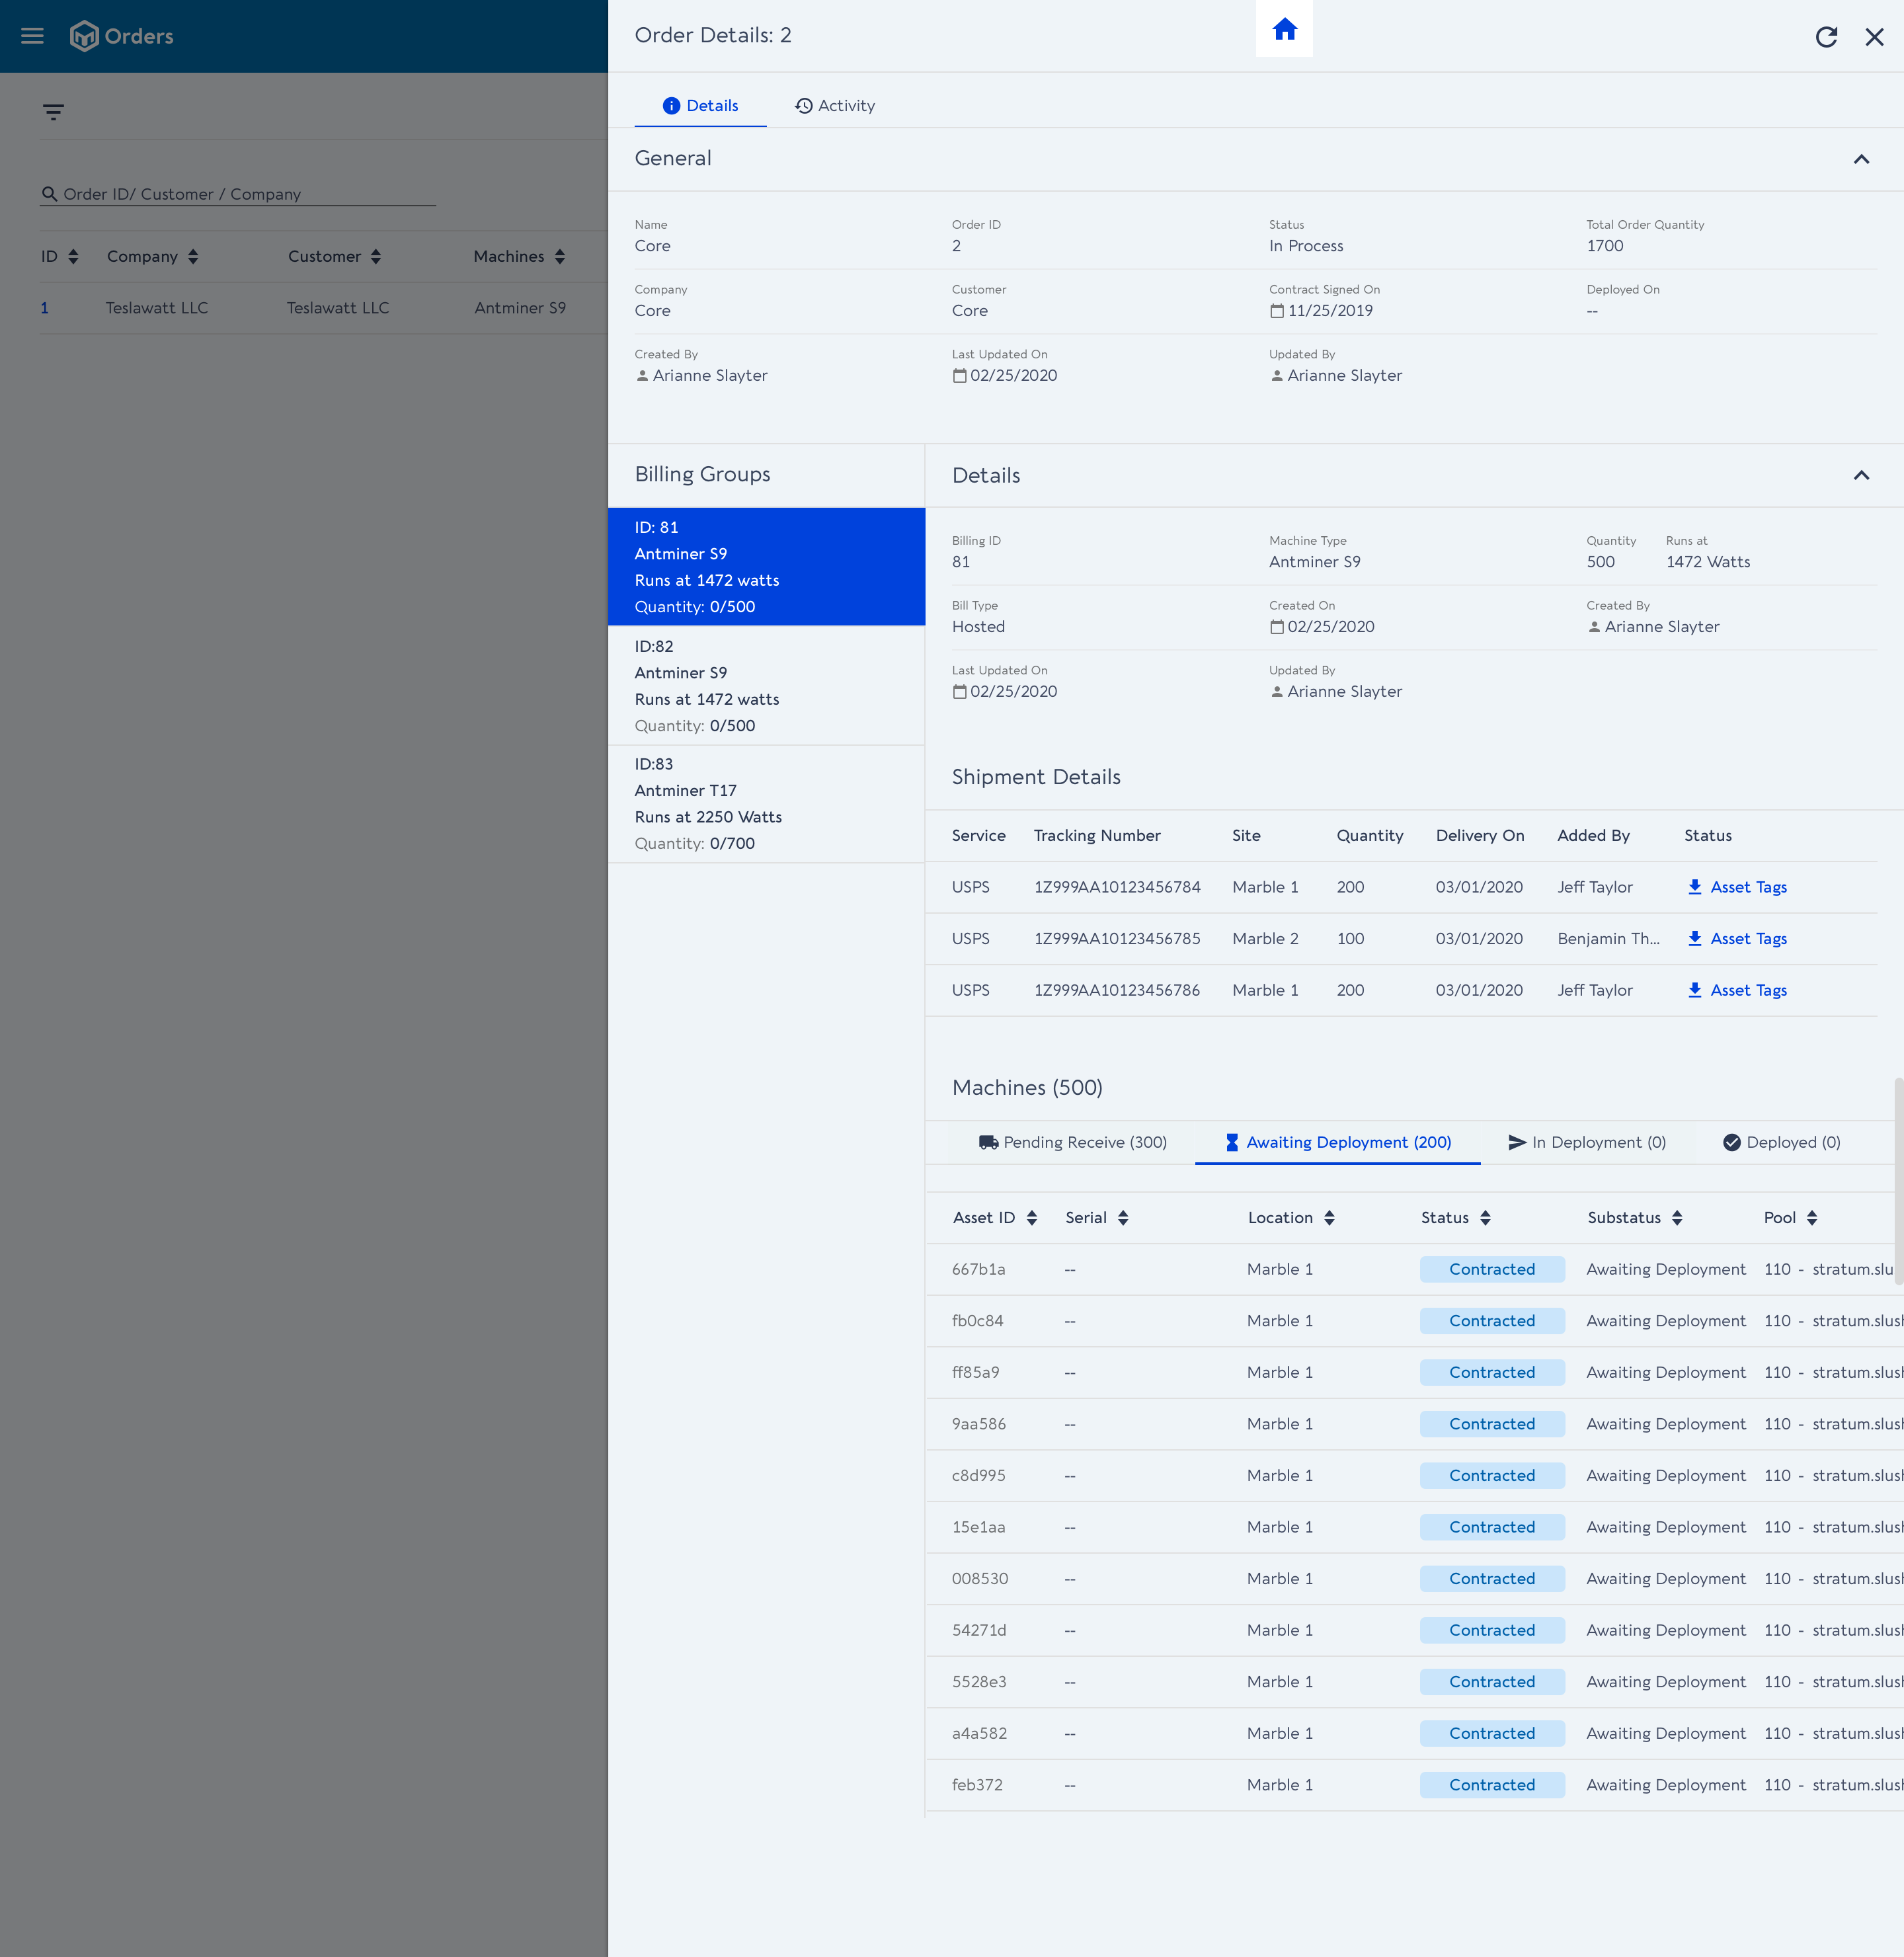 Orders
Order ID/ Customer / Company
ID Company Customer Machines
1 Teslawatt LLC Teslawatt LLC Antminer S9
Order Details: 2
Details Activity
General
Name Order ID Status Total Order Quantity
Core 2 In Process 1700
Company Customer Contract Signed On Deployed On
Core Core 11/25/2019 --
Created By Last Updated On Updated By
Arianne Slayter 02/25/2020 Arianne Slayter
Billing Groups
ID: 81
Antminer S9
Runs at 1472 watts
Quantity: 0/500
ID:82
Antminer S9
Runs at 1472 watts
Quantity: 0/500
ID:83
Antminer T17
Runs at 2250 Watts
Quantity: 0/700
Details
Billing ID Machine Type Quantity Runs at
81 Antminer S9 500 1472 Watts
Bill Type Created On Created By
Hosted 02/25/2020 Arianne Slayter
Last Updated On Updated By
02/25/2020 Arianne Slayter
Shipment Details
Service Tracking Number Site Quantity Delivery On Added By Status
USPS 1Z999AA10123456784 Marble 1 200 03/01/2020 Jeff Taylor Asset Tags
USPS 1Z999AA10123456785 Marble 2 100 03/01/2020 Benjamin Th... Asset Tags
USPS 1Z999AA10123456786 Marble 1 200 03/01/2020 Jeff Taylor Asset Tags
Machines (500)
Pending Receive (300) Awaiting Deployment (200) In Deployment (0) Deployed (0)
Asset ID Serial Location Status Substatus Pool
667b1a -- Marble 1 Contracted Awaiting Deployment 110 - stratum.slu
fb0c84 -- Marble 1 Contracted Awaiting Deployment 110 - stratum.slush
ff85a9 -- Marble 1 Contracted Awaiting Deployment 110 - stratum.slush
9aa586 -- Marble 1 Contracted Awaiting Deployment 110 - stratum.slush
c8d995 -- Marble 1 Contracted Awaiting Deployment 110 - stratum.slush
15e1aa -- Marble 1 Contracted Awaiting Deployment 110 - stratum.slush
008530 -- Marble 1 Contracted Awaiting Deployment 110 - stratum.slush
54271d -- Marble 1 Contracted Awaiting Deployment 110 - stratum.slush
5528e3 -- Marble 1 Contracted Awaiting Deployment 110 - stratum.slush
a4a582 -- Marble 1 Contracted Awaiting Deployment 110 - stratum.slush
feb372 -- Marble 1 Contracted Awaiting Deployment 110 - stratum.slush